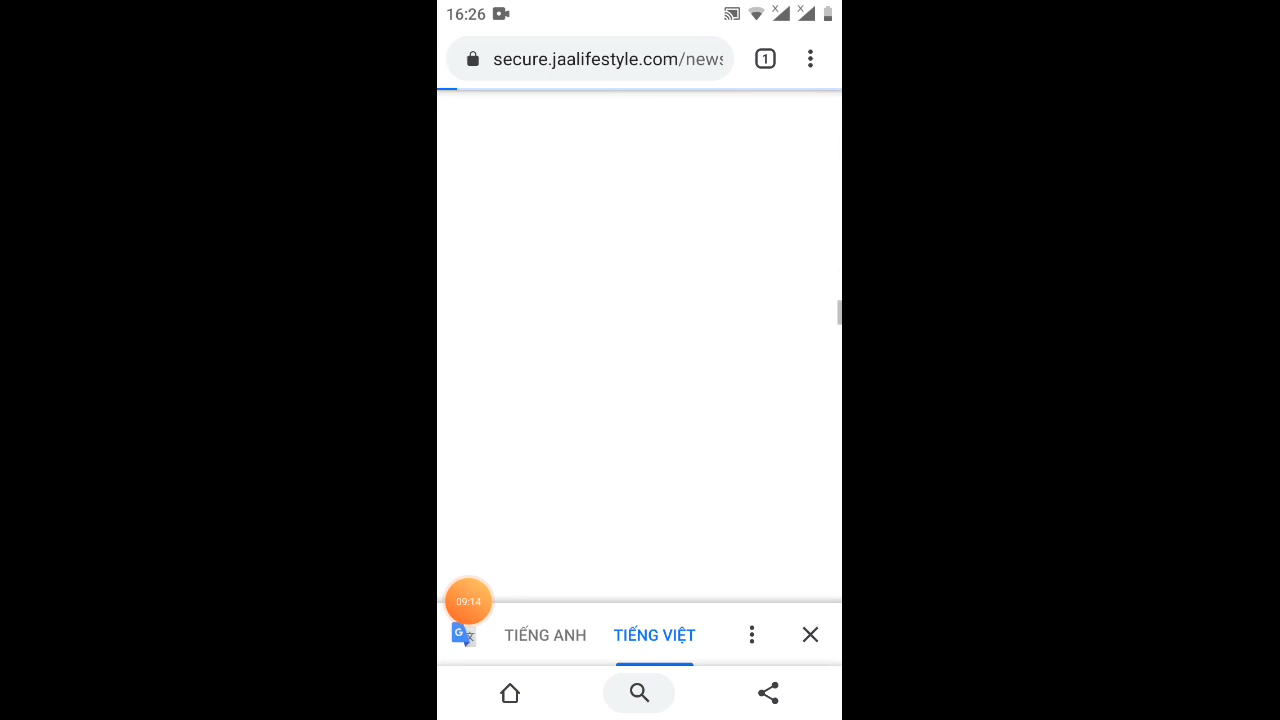 16:26
secure.jaalifestyle.com/news
1
09:14
TIẾNG ANH
TIẾNG VIỆT